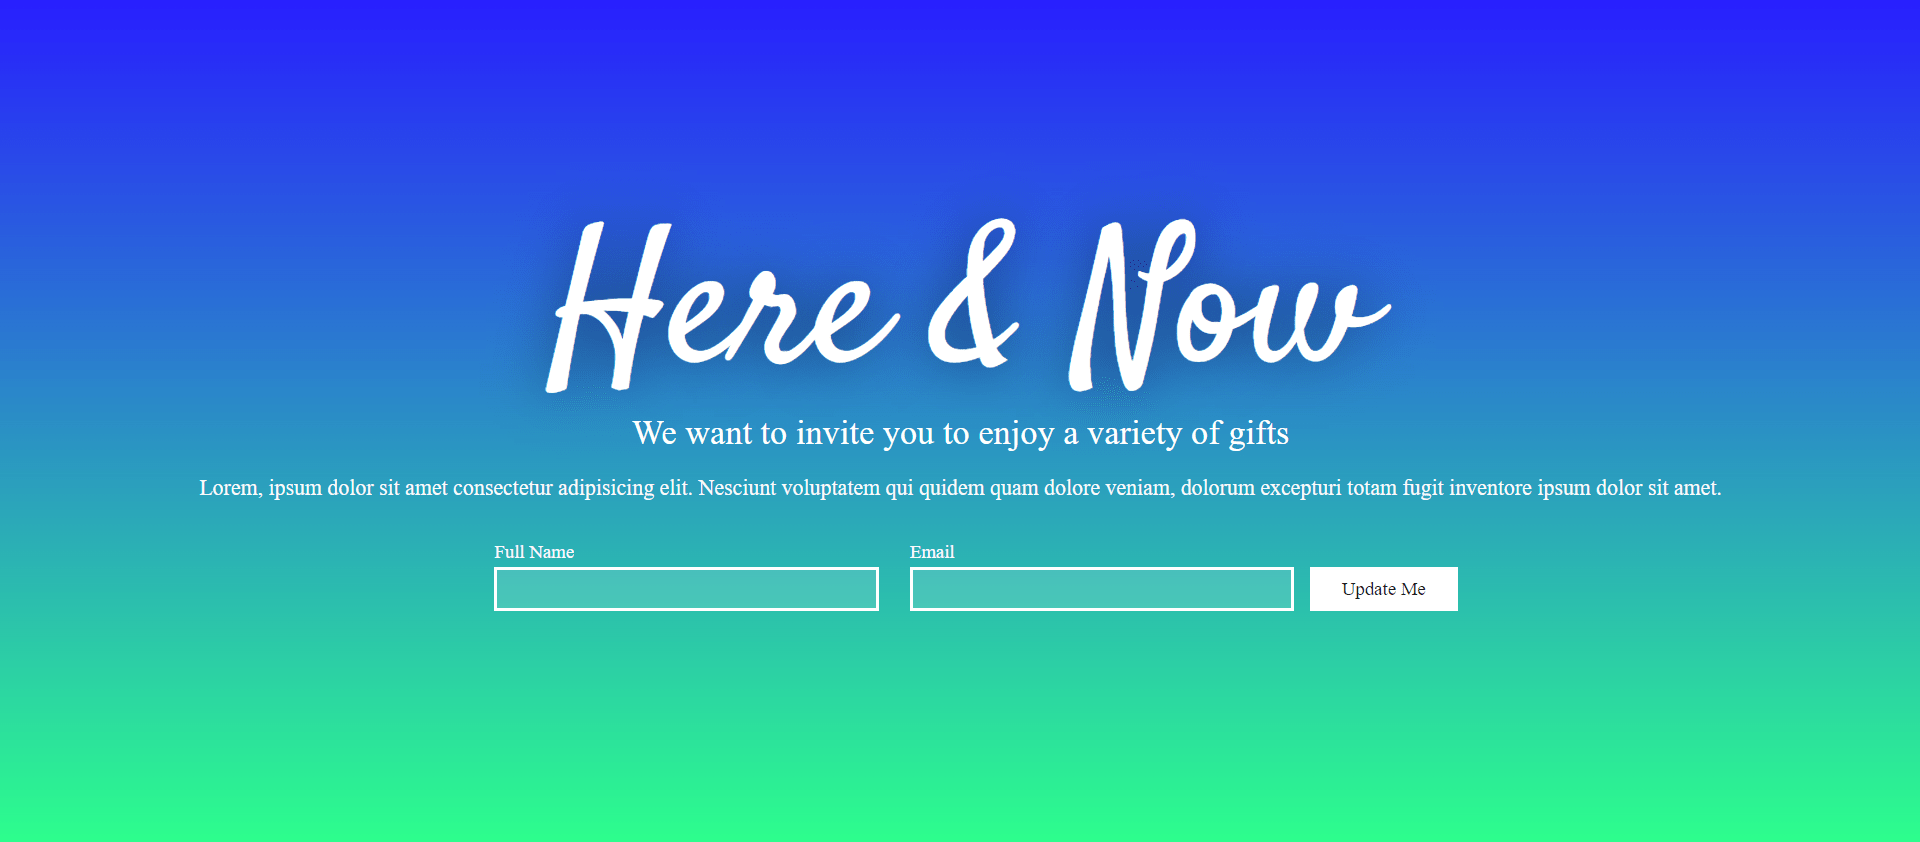 Here & Now
We want to invite you to enjoy a variety of gifts
Lorem, ipsum dolor sit amet consectetur adipisicing elit. Nesciunt voluptatem qui quidem quam dolore veniam, dolorum excepturi totam fugit inventore ipsum dolor sit amet.
Full Name
Email
Update Me